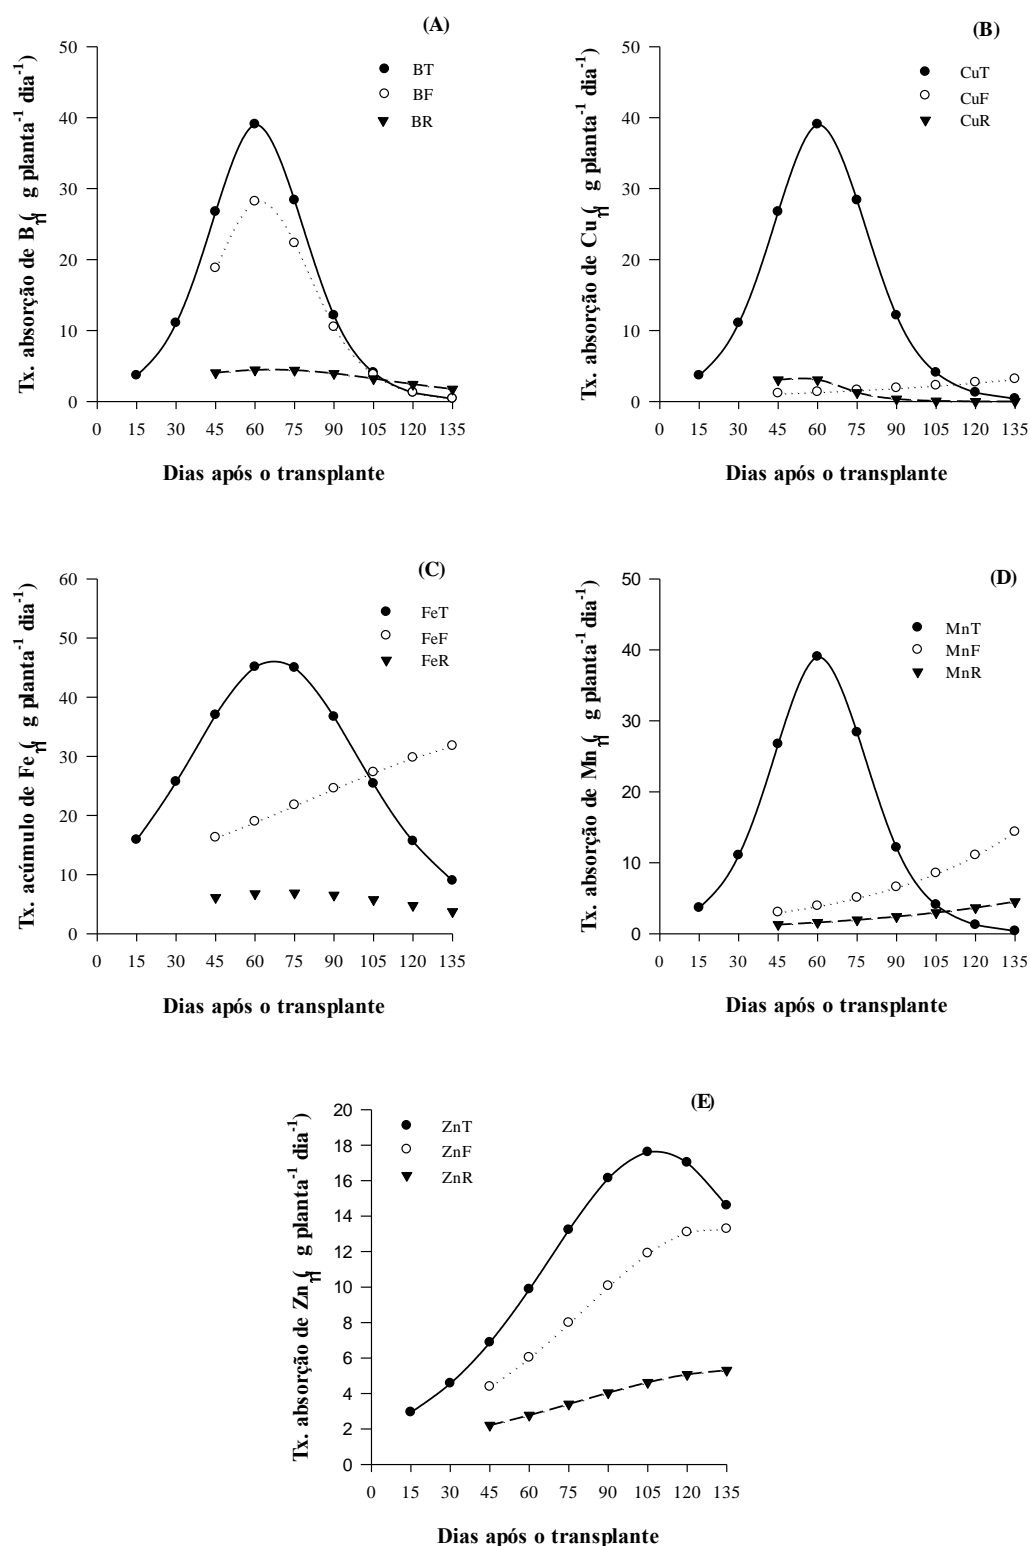 (A)
50
40
30
20
10
0
BT
BF
BR
Tx. absorção de B ( g planta-1 dia-1)
0 15 30 45 60 75 90 105 120 135
Dias após o transplante
(B)
50
40
30
20
10
0
CuT
CuF
CuR
Tx. absorção de Cu ( g planta-1 dia-1)
0 15 30 45 60 75 90 105 120 135
Dias após o transplante
(C)
60
50
40
30
20
10
0
FeT
FeF
FeR
Tx. acúmulo de Fe ( g planta-1 dia-1)
0 15 30 45 60 75 90 105 120 135
Dias após o transplante
(D)
50
40
30
20
10
0
MnT
MnF
MnR
Tx. absorção de Mn ( g planta-1 dia-1)
0 15 30 45 60 75 90 105 120 135
Dias após o transplante
(E)
20
18
16
14
12
10
8
6
4
2
0
ZnT
ZnF
ZnR
Tx. absorção de Zn ( g planta-1 dia-1)
0 15 30 45 60 75 90 105 120 135
Dias após o transplante